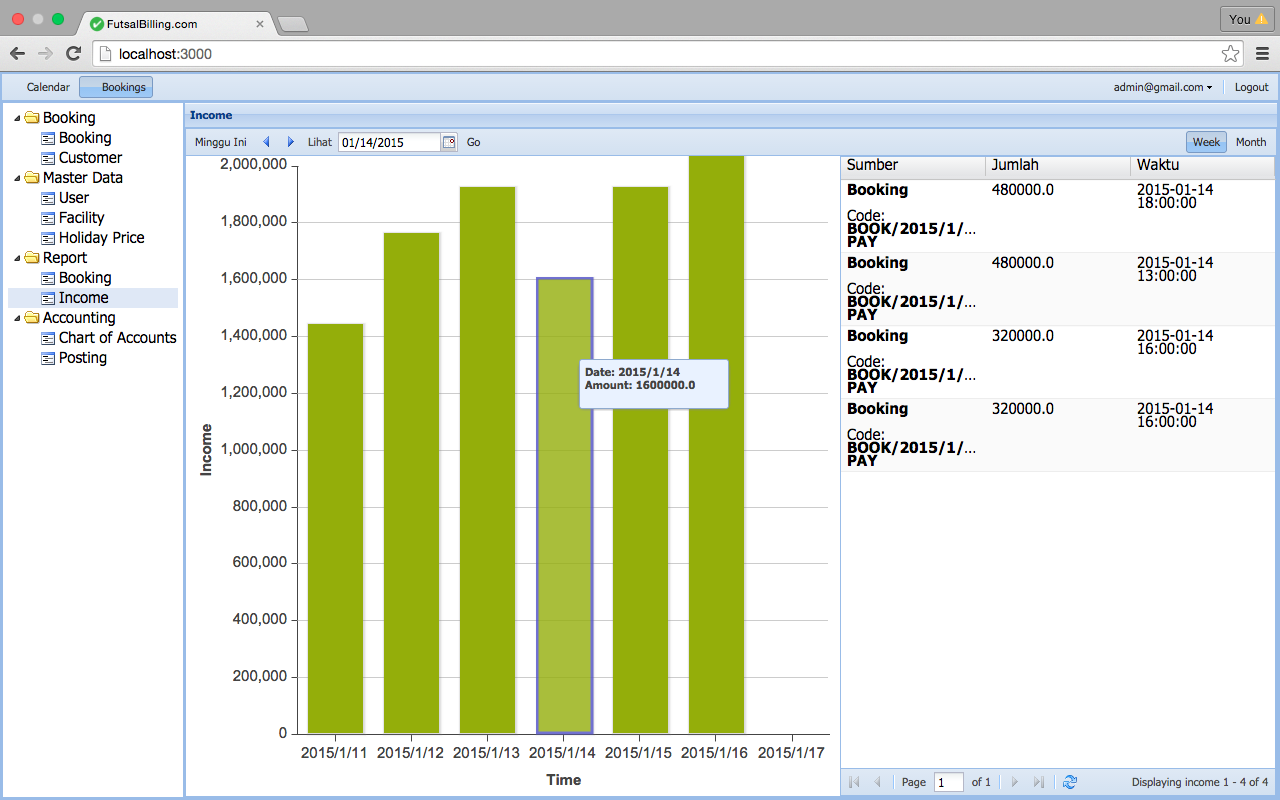 FutsalBilling.com
You
localhost:3000
Calendar
Bookings
admin@gmail.com
Logout
Booking
Booking
Customer
Master Data
User
Facility
Holiday Price
Report
Booking
Income
Accounting
Chart of Accounts
Posting
Income
Minggu Ini
Lihat
01/14/2015
Go
Week
Month
2,000,000
1,800,000
1,600,000
1,400,000
1,200,000
1,000,000
800,000
600,000
400,000
200,000
0
Income
Date: 2015/1/14
Amount: 1600000.0
2015/1/11 2015/1/12 2015/1/13 2015/1/14 2015/1/15 2015/1/16 2015/1/17
Time
Sumber Jumlah Waktu
Booking 480000.0 2015-01-14
18:00:00
Code:
BOOK/2015/1/...
PAY
Booking 480000.0 2015-01-14
13:00:00
Code:
BOOK/2015/1/...
PAY
Booking 320000.0 2015-01-14
16:00:00
Code:
BOOK/2015/1/...
PAY
Booking 320000.0 2015-01-14
16:00:00
Code:
BOOK/2015/1/...
PAY
Page 1 of 1
Displaying income 1 - 4 of 4